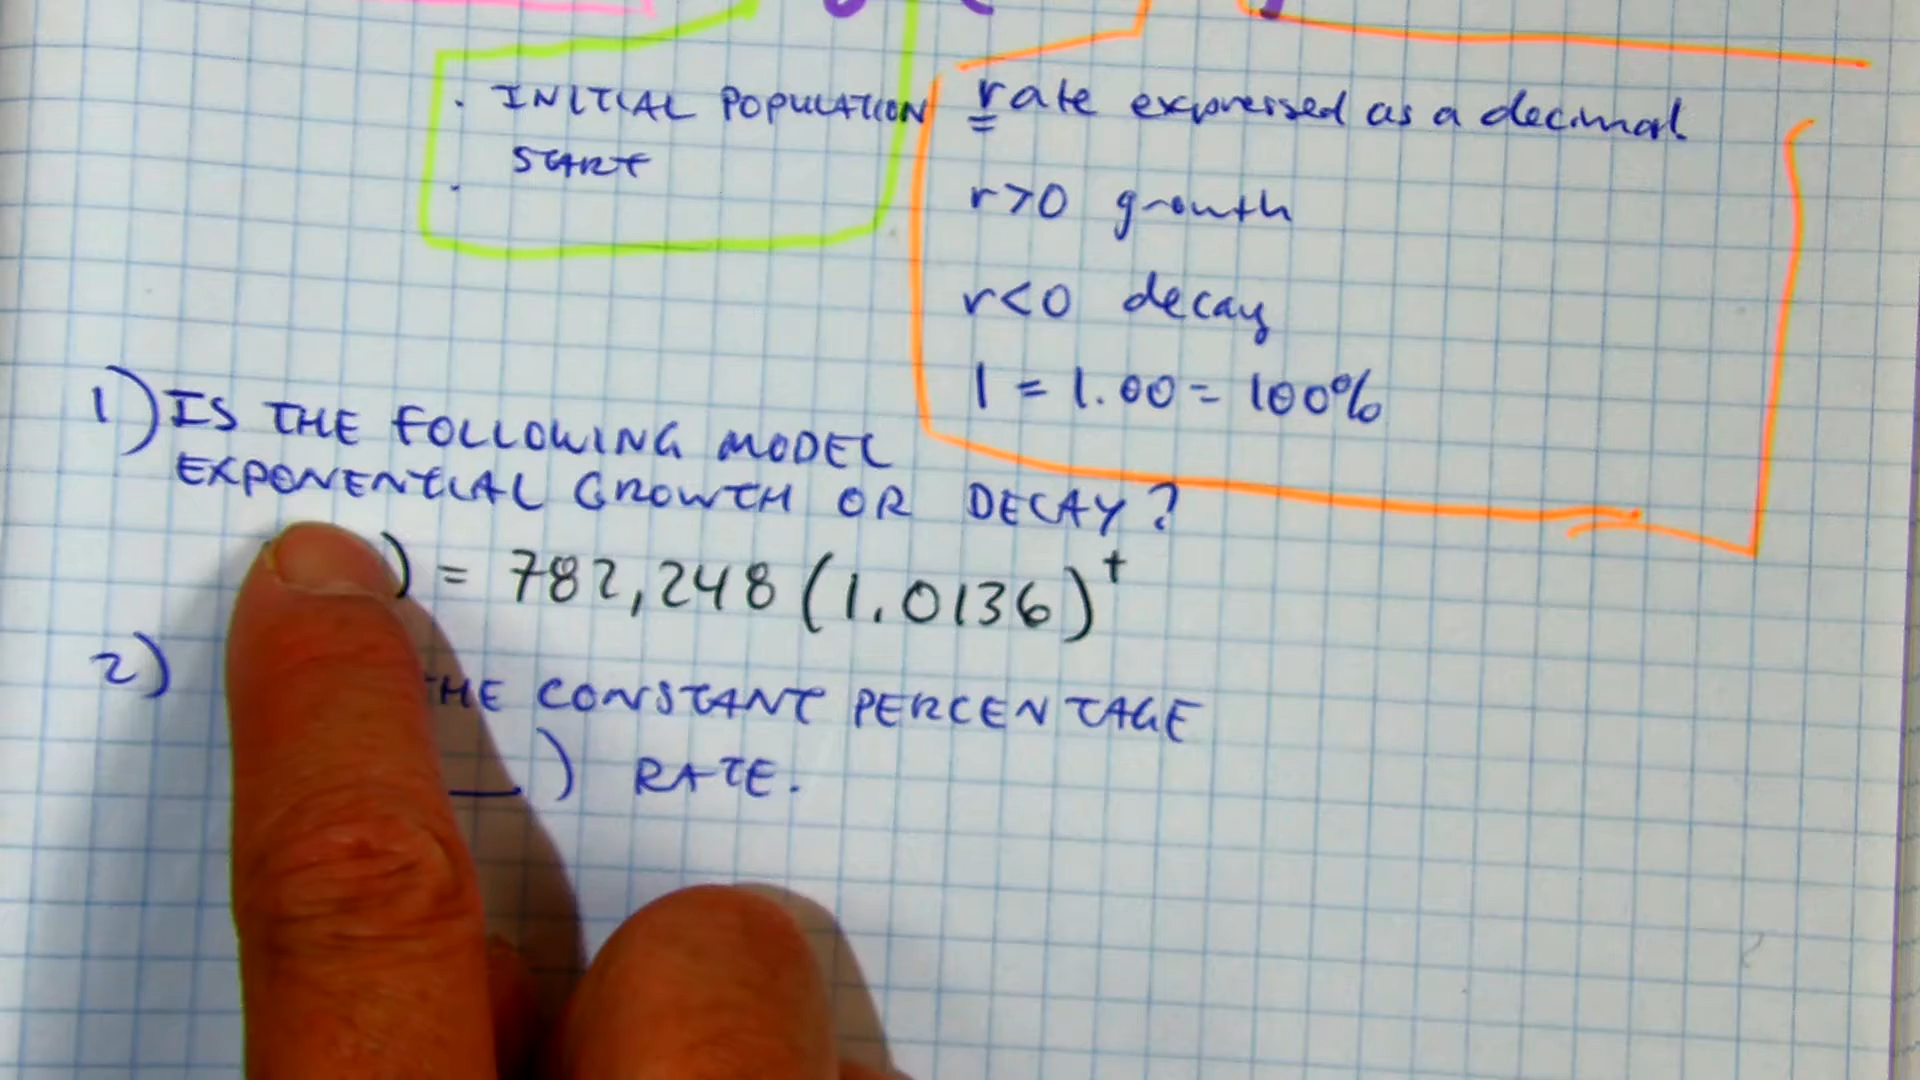 . INITIAL POPULATION
. START
rate expressed as a decimal
r>0 growth
r<0 decay
1 = 1.00 = 100%
1) IS THE FOLLOWING MODEL
EXPONENTIAL GROWTH OR DECAY?
) = 782,248 (1.0136)^t
2) THE CONSTANT PERCENTAGE
) RATE.